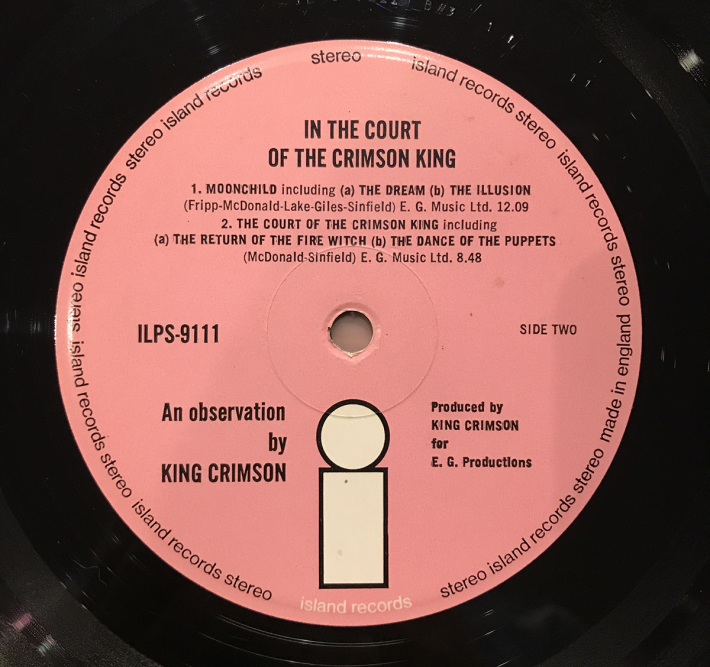 stereo
island records stereo
island records stereo
made in england
stereo island records
stereo island records
stereo island records
island records stereo
island records stereo
island records
IN THE COURT
OF THE CRIMSON KING
1. MOONCHILD including (a) THE DREAM (b) THE ILLUSION
(Fripp-McDonald-Lake-Giles-Sinfield) E. G. Music Ltd. 12.09
2. THE COURT OF THE CRIMSON KING including
(a) THE RETURN OF THE FIRE WITCH (b) THE DANCE OF THE PUPPETS
(McDonald-Sinfield) E. G. Music Ltd. 8.48
ILPS-9111
SIDE TWO
An observation
by
KING CRIMSON
Produced by
KING CRIMSON
for
E. G. Productions